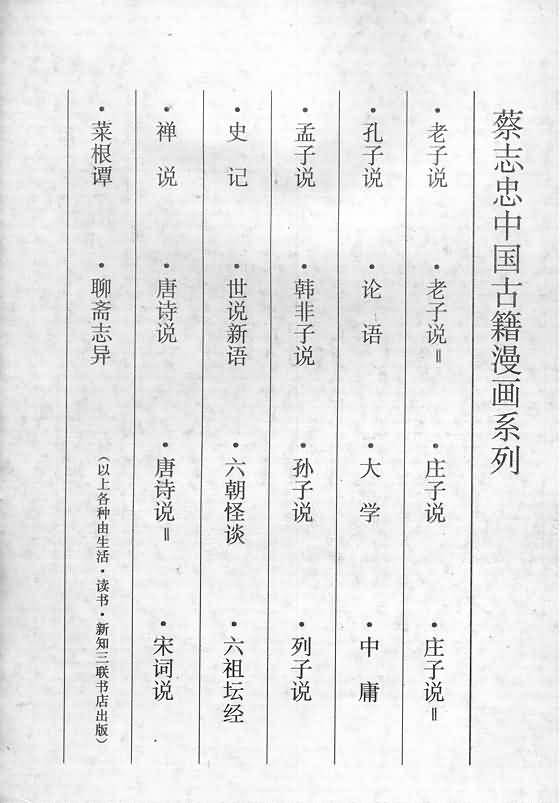 蔡志忠中国古籍漫画系列
·老子说 ·老子说Ⅱ ·庄子说 ·庄子说Ⅱ
·孔子说 ·论语 ·大学 ·中庸
·孟子说 ·韩非子说 ·孙子说 ·列子说
·史记 ·世说新语 ·六朝怪谈 ·六祖坛经
·禅说 ·唐诗说 ·唐诗说Ⅱ ·宋词说
·菜根谭 ·聊斋志异 (以上各种由生活·读书·新知三联书店出版)